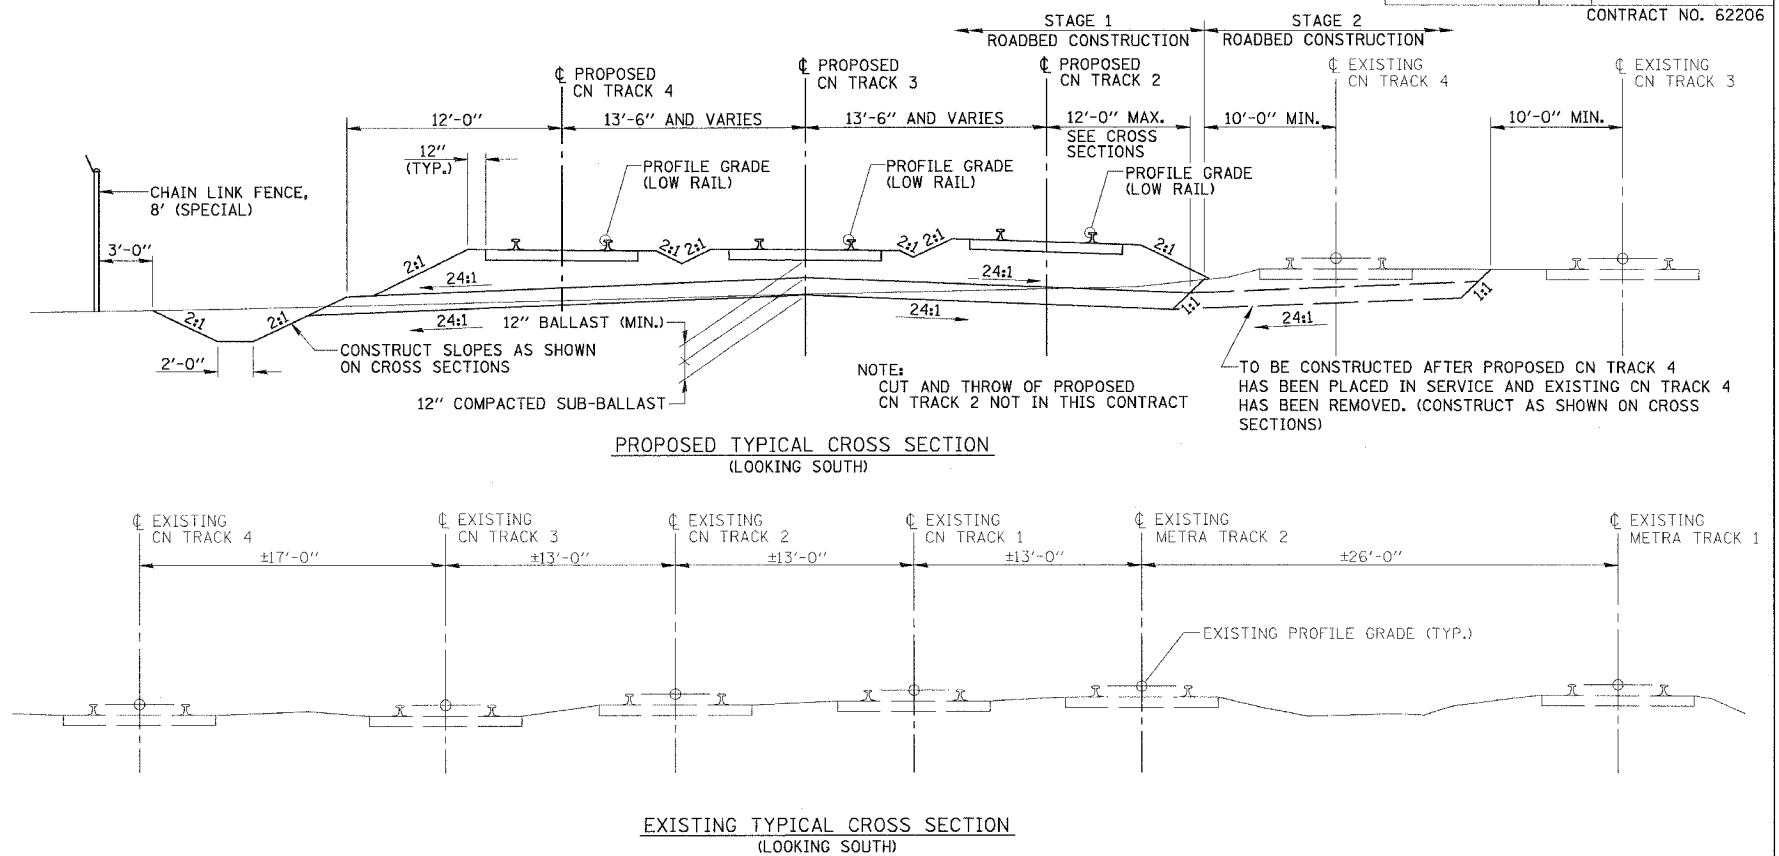 CONTRACT NO. 62206
STAGE 1
ROADBED CONSTRUCTION
STAGE 2
ROADBED CONSTRUCTION
℄ PROPOSED
CN TRACK 4
℄ PROPOSED
CN TRACK 3
℄ PROPOSED
CN TRACK 2
℄ EXISTING
CN TRACK 4
℄ EXISTING
CN TRACK 3
12'-0"
13'-6" AND VARIES
13'-6" AND VARIES
12'-0" MAX.
SEE CROSS
SECTIONS
10'-0" MIN.
10'-0" MIN.
12"
(TYP.)
PROFILE GRADE
(LOW RAIL)
PROFILE GRADE
(LOW RAIL)
PROFILE GRADE
(LOW RAIL)
CHAIN LINK FENCE,
8' (SPECIAL)
3'-0"
2:1
2:1
2:1
2:1
2:1
2:1
24:1
24:1
2:1
2:1
24:1
24:1
1:1
24:1
1:1
2'-0"
12" BALLAST (MIN.)
CONSTRUCT SLOPES AS SHOWN
ON CROSS SECTIONS
12" COMPACTED SUB-BALLAST
NOTE:
CUT AND THROW OF PROPOSED
CN TRACK 2 NOT IN THIS CONTRACT
TO BE CONSTRUCTED AFTER PROPOSED CN TRACK 4
HAS BEEN PLACED IN SERVICE AND EXISTING CN TRACK 4
HAS BEEN REMOVED. (CONSTRUCT AS SHOWN ON CROSS
SECTIONS)
PROPOSED TYPICAL CROSS SECTION
(LOOKING SOUTH)
℄ EXISTING
CN TRACK 4
℄ EXISTING
CN TRACK 3
℄ EXISTING
CN TRACK 2
℄ EXISTING
CN TRACK 1
℄ EXISTING
METRA TRACK 2
℄ EXISTING
METRA TRACK 1
±17'-0"
±13'-0"
±13'-0"
±13'-0"
±26'-0"
EXISTING PROFILE GRADE (TYP.)
EXISTING TYPICAL CROSS SECTION
(LOOKING SOUTH)